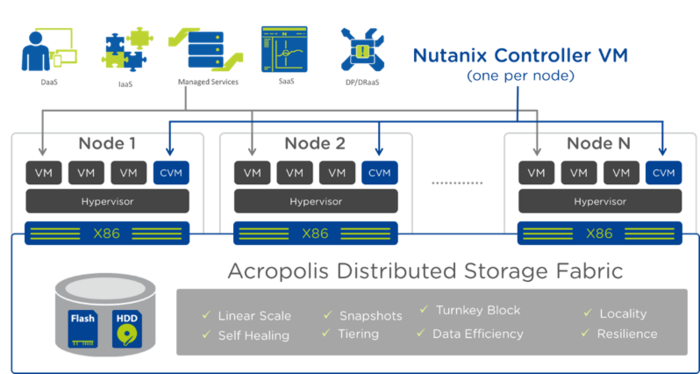 DaaS
IaaS
Managed Services
SaaS
DP/DRaaS
Nutanix Controller VM
(one per node)
Node 1
Node 2
Node N
VM VM VM CVM
VM VM VM CVM
VM VM VM CVM
Hypervisor
Hypervisor
Hypervisor
X86
X86
X86
Acropolis Distributed Storage Fabric
Flash
HDD
Linear Scale
Snapshots
Turnkey Block
Locality
Self Healing
Tiering
Data Efficiency
Resilience